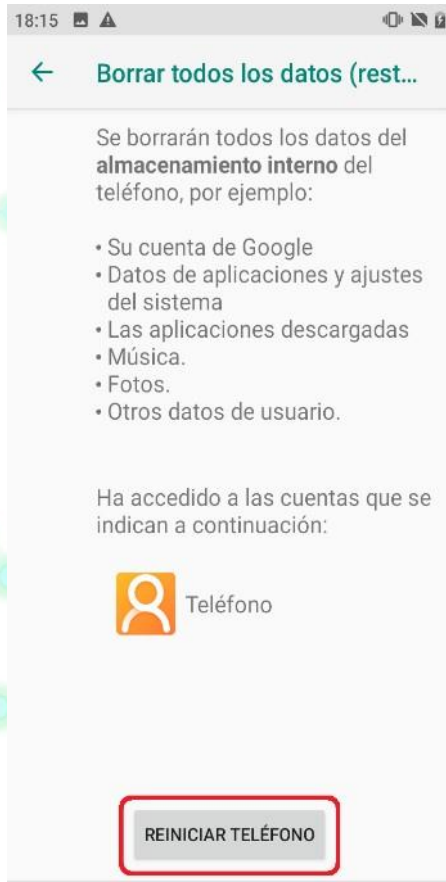 18:15
Borrar todos los datos (rest...
Se borrarán todos los datos del
almacenamiento interno del
teléfono, por ejemplo:
• Su cuenta de Google
• Datos de aplicaciones y ajustes
del sistema
• Las aplicaciones descargadas
• Música.
• Fotos.
• Otros datos de usuario.
Ha accedido a las cuentas que se
indican a continuación:
Teléfono
REINICIAR TELÉFONO